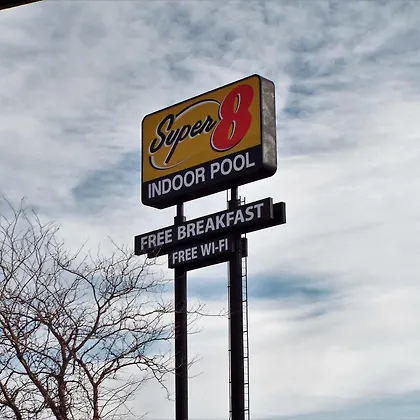 Super 8
INDOOR POOL
FREE BREAKFAST
FREE WI-FI